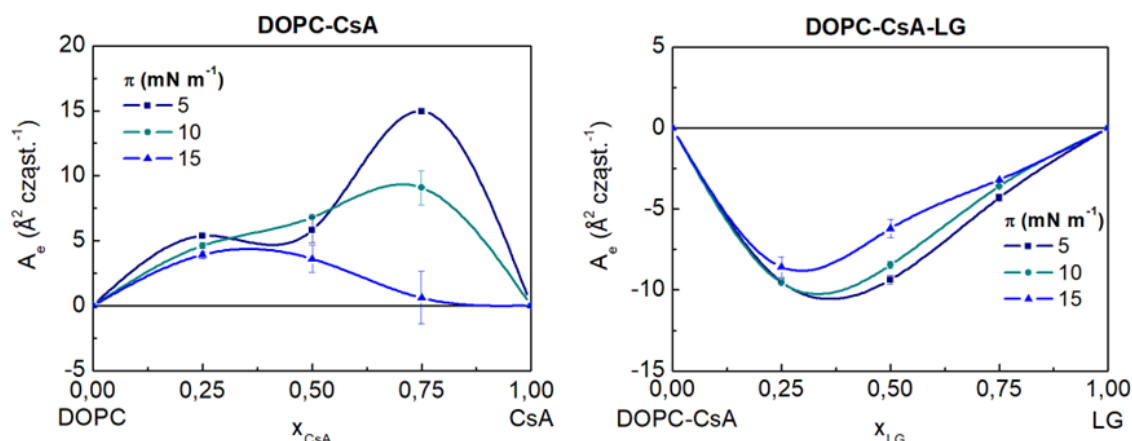 DOPC-CsA
20
15
10
5
0
-5
A_e (Å² cząst.⁻¹)
π (mN m⁻¹)
5
10
15
0,00 0,25 0,50 0,75 1,00
DOPC CsA
x_CsA
DOPC-CsA-LG
5
0
-5
-10
-15
A_e (Å² cząst.⁻¹)
π (mN m⁻¹)
5
10
15
0,00 0,25 0,50 0,75 1,00
DOPC-CsA LG
x_LG